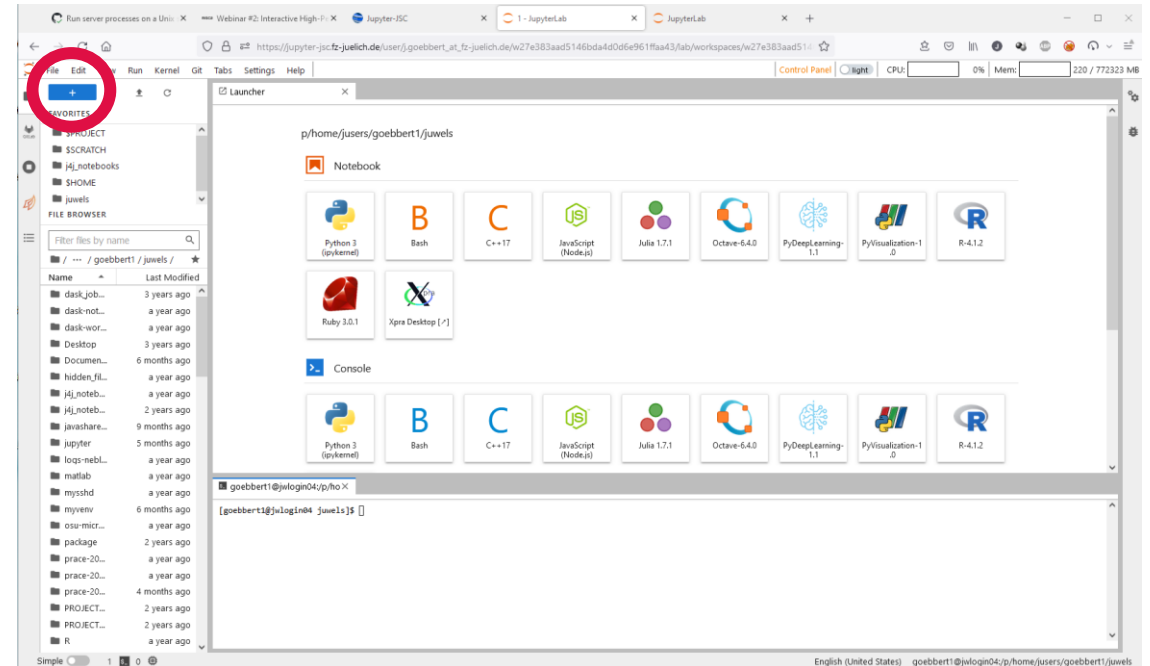 Run server processes on a Univ ×
Webinar #2: Interactive High-P ×
Jupyter-JSC ×
1 - JupyterLab ×
JupyterLab ×
https://jupyter-jsc.fz-juelich.de/user/j.goebbert_at_fz-juelich.de/w27e383aad5146bda4d0d6e961ffaa43/lab/workspaces/w27e383aad514
File Edit Run Kernel Git Tabs Settings Help
Control Panel light CPU: 0% Mem: 220 / 772323 MB
+
Launcher ×
FAVORITES
$PROJECT
$SCRATCH
j4j_notebooks
$HOME
juwels
FILE BROWSER
Filter files by name
/ ··· / goebbert1 / juwels /
Name Last Modified
dask_job... 3 years ago
dask-not... a year ago
dask-wor... a year ago
Desktop 3 years ago
Documen... 6 months ago
hidden_fil... a year ago
j4j_noteb... a year ago
j4j_noteb... 2 years ago
javashare... 9 months ago
jupyter 5 months ago
logs-nebl... a year ago
matlab a year ago
mysshd a year ago
myvenv 6 months ago
osu-micr... a year ago
package 2 years ago
prace-20... a year ago
prace-20... a year ago
prace-20... 4 months ago
PROJECT... 2 years ago
PROJECT... 2 years ago
R a year ago
p/home/jusers/goebbert1/juwels
Notebook
Python 3 (ipykernel)
B Bash
C C++17
JS JavaScript (Node.js)
Julia 1.7.1
Octave-6.4.0
PyDeepLearning-1.1
PyVisualization-1.0
R R-4.1.2
Ruby 3.0.1
Xpra Desktop [↗]
Console
Python 3 (ipykernel)
B Bash
C C++17
JS JavaScript (Node.js)
Julia 1.7.1
Octave-6.4.0
PyDeepLearning-1.1
PyVisualization-1.0
R R-4.1.2
goebbert1@jwlogin04:/p/ho ×
[goebbert1@jwlogin04 juwels]$
Simple 1 0
English (United States) goebbert1@jwlogin04:/p/home/jusers/goebbert1/juwels